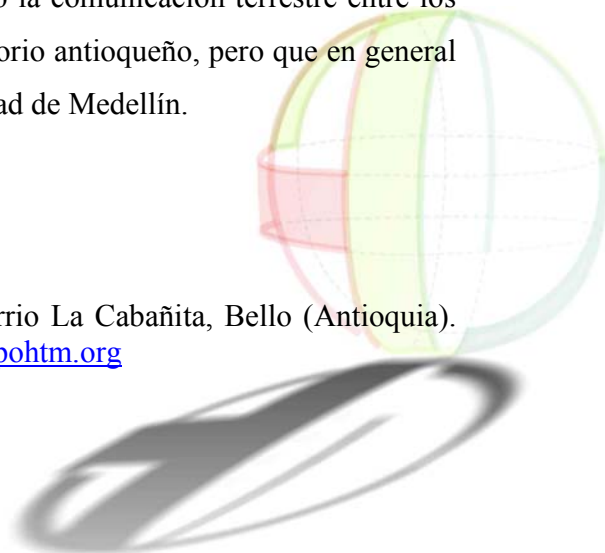 la comunicación terrestre entre los
orio antioqueño, pero que en general
ad de Medellín.
rrio La Cabañita, Bello (Antioquia).
ohtm.org